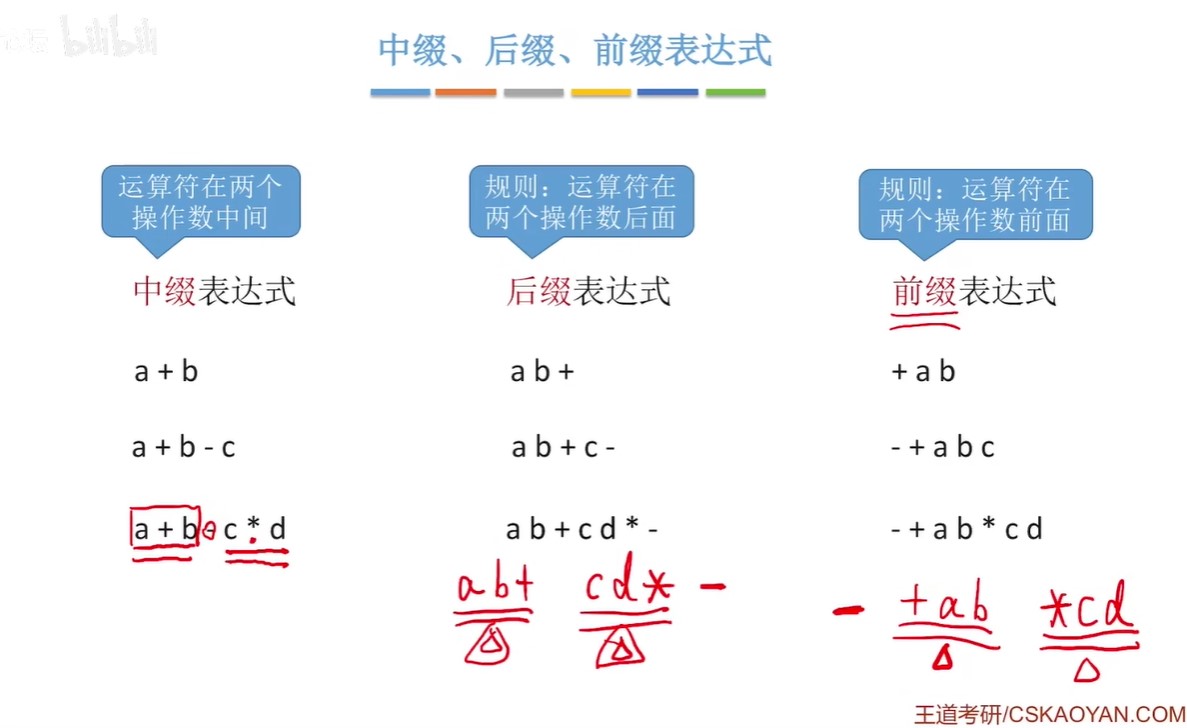 bilibili
中缀、后缀、前缀表达式
运算符在两个
操作数中间
规则：运算符在
两个操作数后面
规则：运算符在
两个操作数前面
中缀表达式
后缀表达式
前缀表达式
a + b
a b +
+ a b
a + b - c
a b + c -
- + a b c
a + b - c * d
a b + c d * -
- + a b * c d
ab+ cd* -
- +ab *cd
王道考研/CSKAOYAN.COM